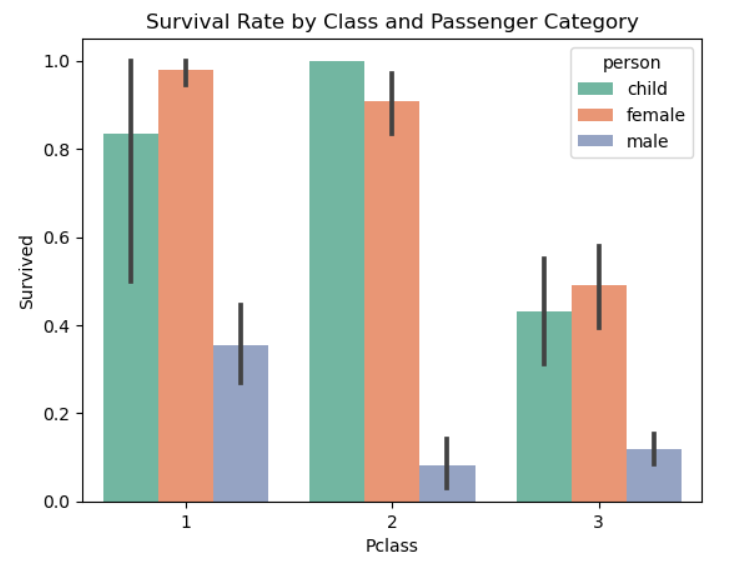 Survival Rate by Class and Passenger Category
person
child
female
male
Survived
1.0
0.8
0.6
0.4
0.2
0.0
1 2 3
Pclass